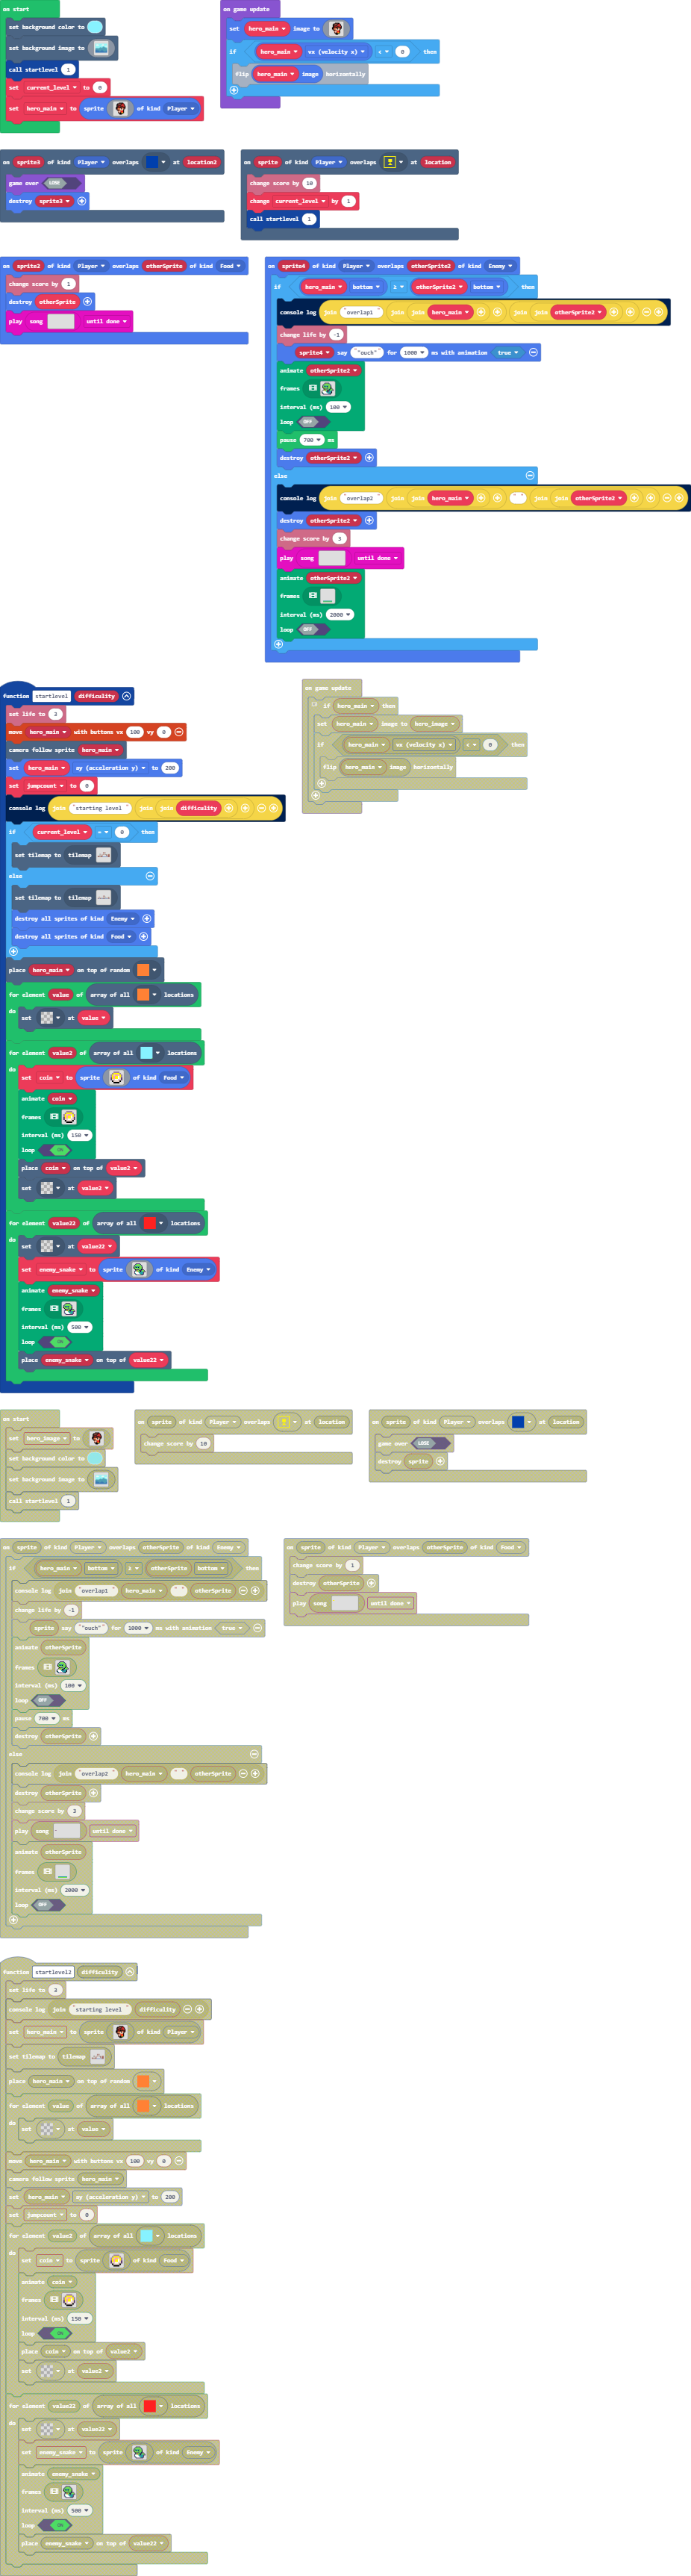 on start
set background color to
set background image to
call startlevel 1
set current_level to 0
set hero_main to sprite of kind Player
on game update
set hero_main image to
if hero_main vx (velocity x) < 0 then
flip hero_main image horizontally
on sprite3 of kind Player overlaps at location2
game over LOSE
destroy sprite3
on sprite of kind Player overlaps at location
change score by 10
change current_level by 1
call startlevel 1
on sprite2 of kind Player overlaps otherSprite of kind Food
change score by 1
destroy otherSprite
play song until done
on sprite4 of kind Player overlaps otherSprite2 of kind Enemy
if hero_main bottom ≥ otherSprite2 bottom then
console log join "overlap1" join join hero_main join join otherSprite2
change life by -1
sprite4 say ""ouch" for 1000 ms with animation true
animate otherSprite2
frames
interval (ms) 100
loop OFF
pause 700 ms
destroy otherSprite2
else
console log join "overlap2" join join hero_main " " join join otherSprite2
destroy otherSprite2
change score by 3
play song until done
animate otherSprite2
frames
interval (ms) 2000
loop OFF
function startlevel difficulity
set life to 3
move hero_main with buttons vx 100 vy 0
camera follow sprite hero_main
set hero_main ay (acceleration y) to 200
set jumpcount to 0
console log join "starting level" join join difficulity
if current_level = 0 then
set tilemap to tilemap
else
set tilemap to tilemap
destroy all sprites of kind Enemy
destroy all sprites of kind Food
place hero_main on top of random
for element value of array of all locations
do
set at value
for element value2 of array of all locations
do
set coin to sprite of kind Food
animate coin
frames
interval (ms) 150
loop ON
place coin on top of value2
set at value2
for element value22 of array of all locations
do
set at value22
set enemy_snake to sprite of kind Enemy
animate enemy_snake
frames
interval (ms) 500
loop ON
place enemy_snake on top of value22
on game update
if hero_main then
set hero_main image to hero_image
if hero_main vx (velocity x) < 0 then
flip hero_main image horizontally
on start
set hero_image to
set background color to
set background image to
call startlevel 1
on sprite of kind Player overlaps at location
change score by 10
on sprite of kind Player overlaps at location
game over LOSE
destroy sprite
on sprite of kind Player overlaps otherSprite of kind Enemy
if hero_main bottom ≥ otherSprite bottom then
console log join "overlap1" hero_main " " otherSprite
change life by -1
sprite say ""ouch" for 1000 ms with animation true
animate otherSprite
frames
interval (ms) 100
loop OFF
pause 700 ms
destroy otherSprite
else
console log join "overlap2" hero_main " " otherSprite
destroy otherSprite
change score by 3
play song until done
animate otherSprite
frames
interval (ms) 2000
loop OFF
on sprite of kind Player overlaps otherSprite of kind Food
change score by 1
destroy otherSprite
play song until done
function startlevel2 difficulity
set life to 3
console log join "starting level" difficulity
set hero_main to sprite of kind Player
set tilemap to tilemap
place hero_main on top of random
for element value of array of all locations
do
set at value
move hero_main with buttons vx 100 vy 0
camera follow sprite hero_main
set hero_main ay (acceleration y) to 200
set jumpcount to 0
for element value2 of array of all locations
do
set coin to sprite of kind Food
animate coin
frames
interval (ms) 150
loop ON
place coin on top of value2
set at value2
for element value22 of array of all locations
do
set at value22
set enemy_snake to sprite of kind Enemy
animate enemy_snake
frames
interval (ms) 500
loop ON
place enemy_snake on top of value22